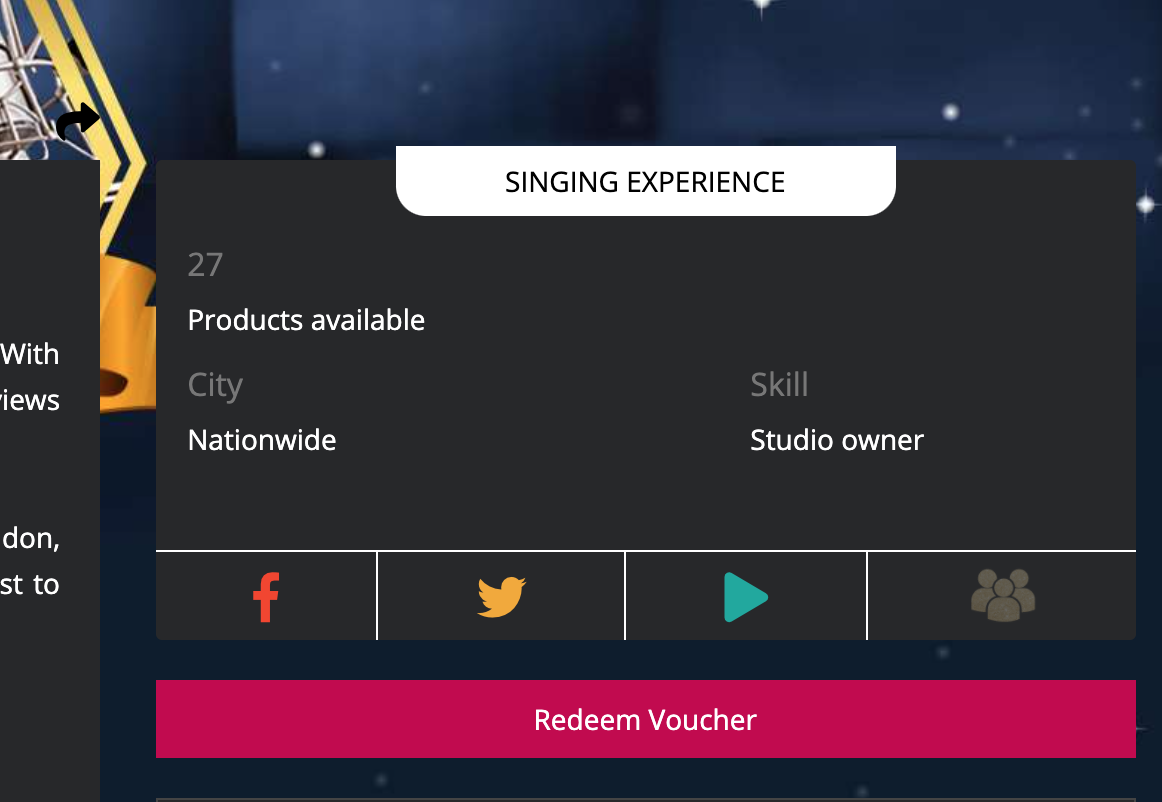 SINGING EXPERIENCE
27
Products available
City
Nationwide
Skill
Studio owner
With
views
don,
st to
Redeem Voucher